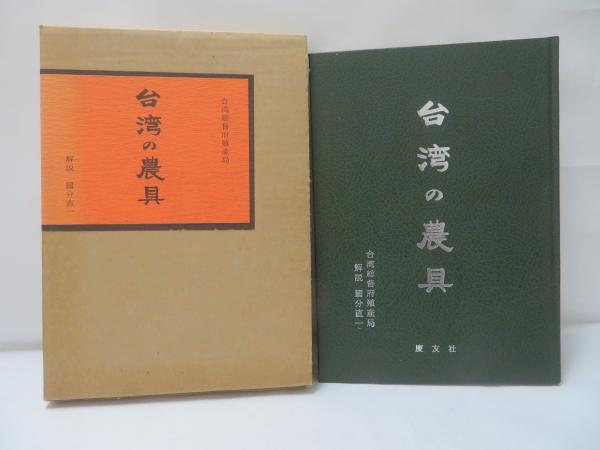 台湾総督府殖産局
台湾の農具
解説 國分直一
台湾の農具
台湾総督府殖産局
解説 國分直一
慶友社